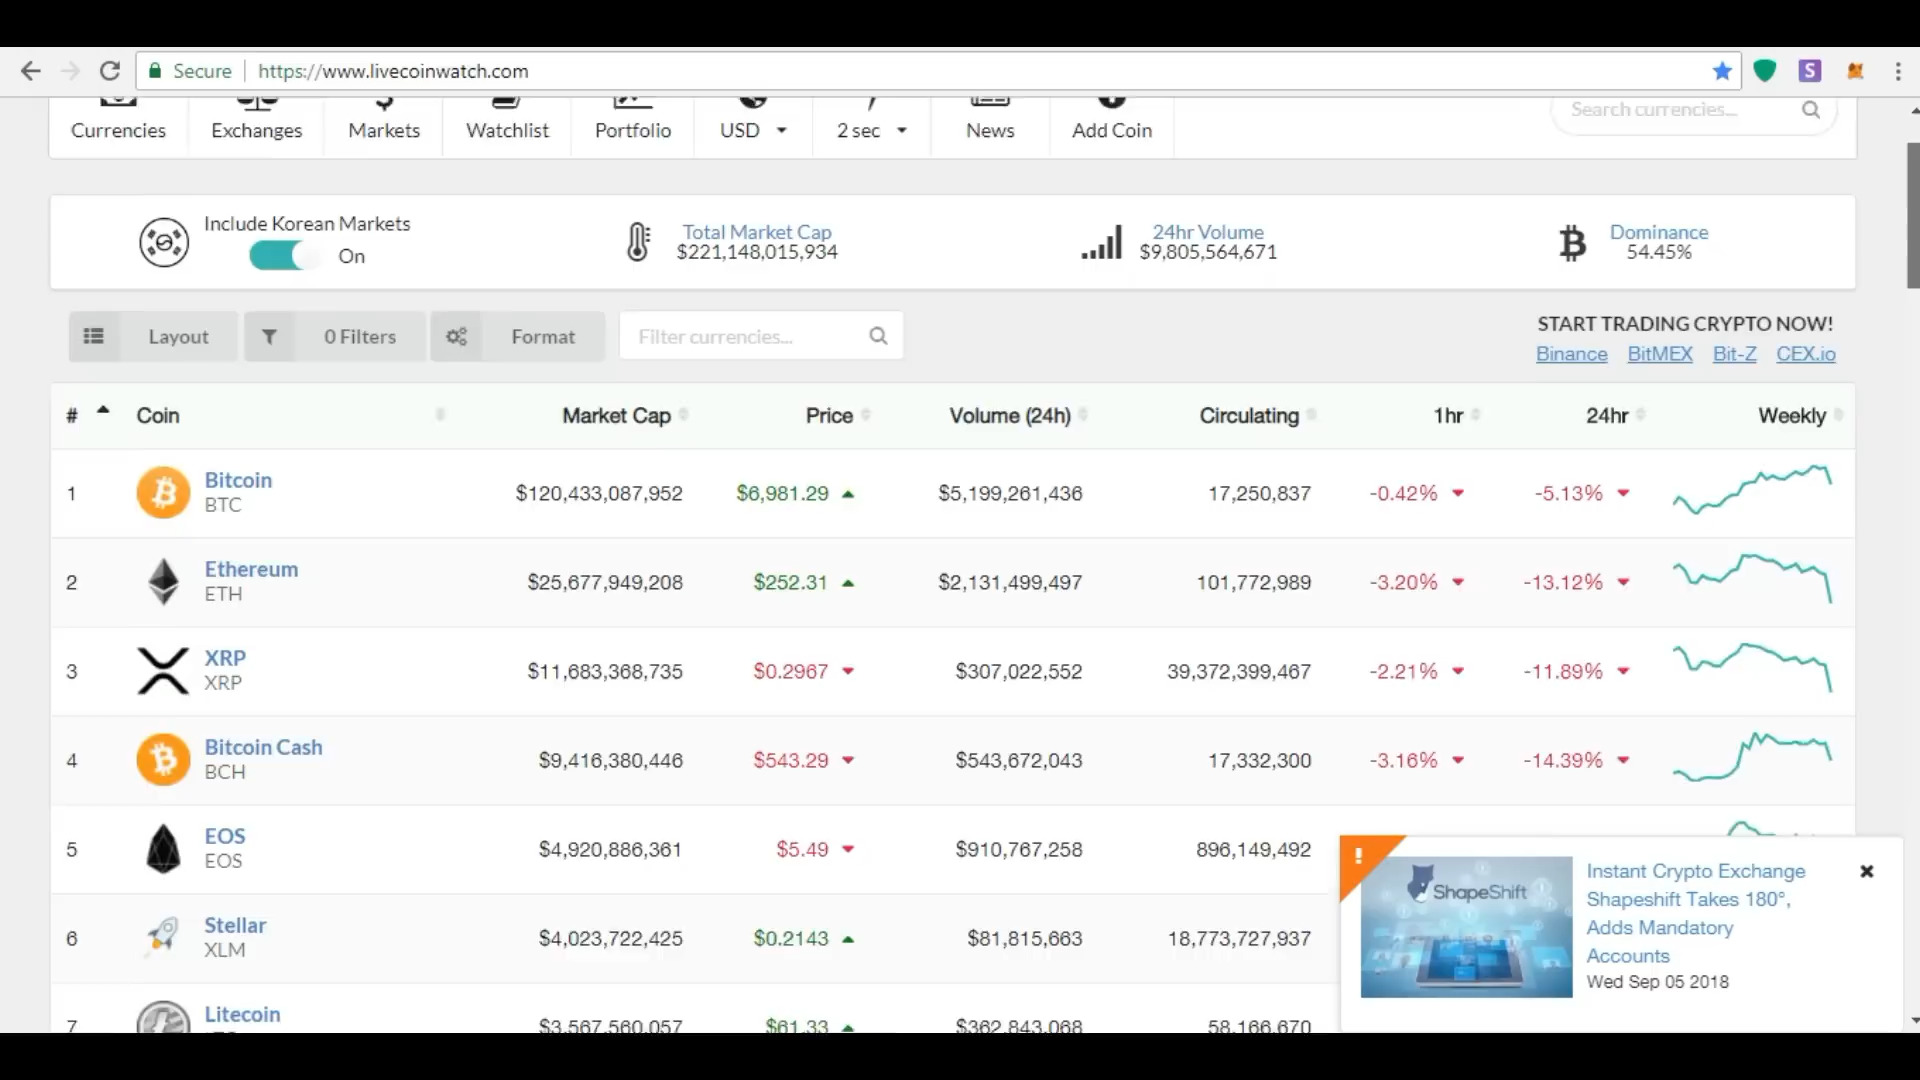 Secure https://www.livecoinwatch.com S
Currencies Exchanges Markets Watchlist Portfolio USD 2 sec News Add Coin Search currencies...
Include Korean Markets
On
Total Market Cap
$221,148,015,934
24hr Volume
$9,805,564,671
Dominance
54.45%
Layout 0 Filters Format Filter currencies...
START TRADING CRYPTO NOW!
Binance BitMEX Bit-Z CEX.io
# Coin Market Cap Price Volume (24h) Circulating 1hr 24hr Weekly
1 Bitcoin BTC $120,433,087,952 $6,981.29 $5,199,261,436 17,250,837 -0.42% -5.13%
2 Ethereum ETH $25,677,949,208 $252.31 $2,131,499,497 101,772,989 -3.20% -13.12%
3 XRP XRP $11,683,368,735 $0.2967 $307,022,552 39,372,399,467 -2.21% -11.89%
4 Bitcoin Cash BCH $9,416,380,446 $543.29 $543,672,043 17,332,300 -3.16% -14.39%
5 EOS EOS $4,920,886,361 $5.49 $910,767,258 896,149,492
6 Stellar XLM $4,023,722,425 $0.2143 $81,815,663 18,773,727,937
7 Litecoin $3,567,560,057 $61.33 $362,843,068 58,166,670
!
ShapeShift
Instant Crypto Exchange
Shapeshift Takes 180°,
Adds Mandatory
Accounts
Wed Sep 05 2018